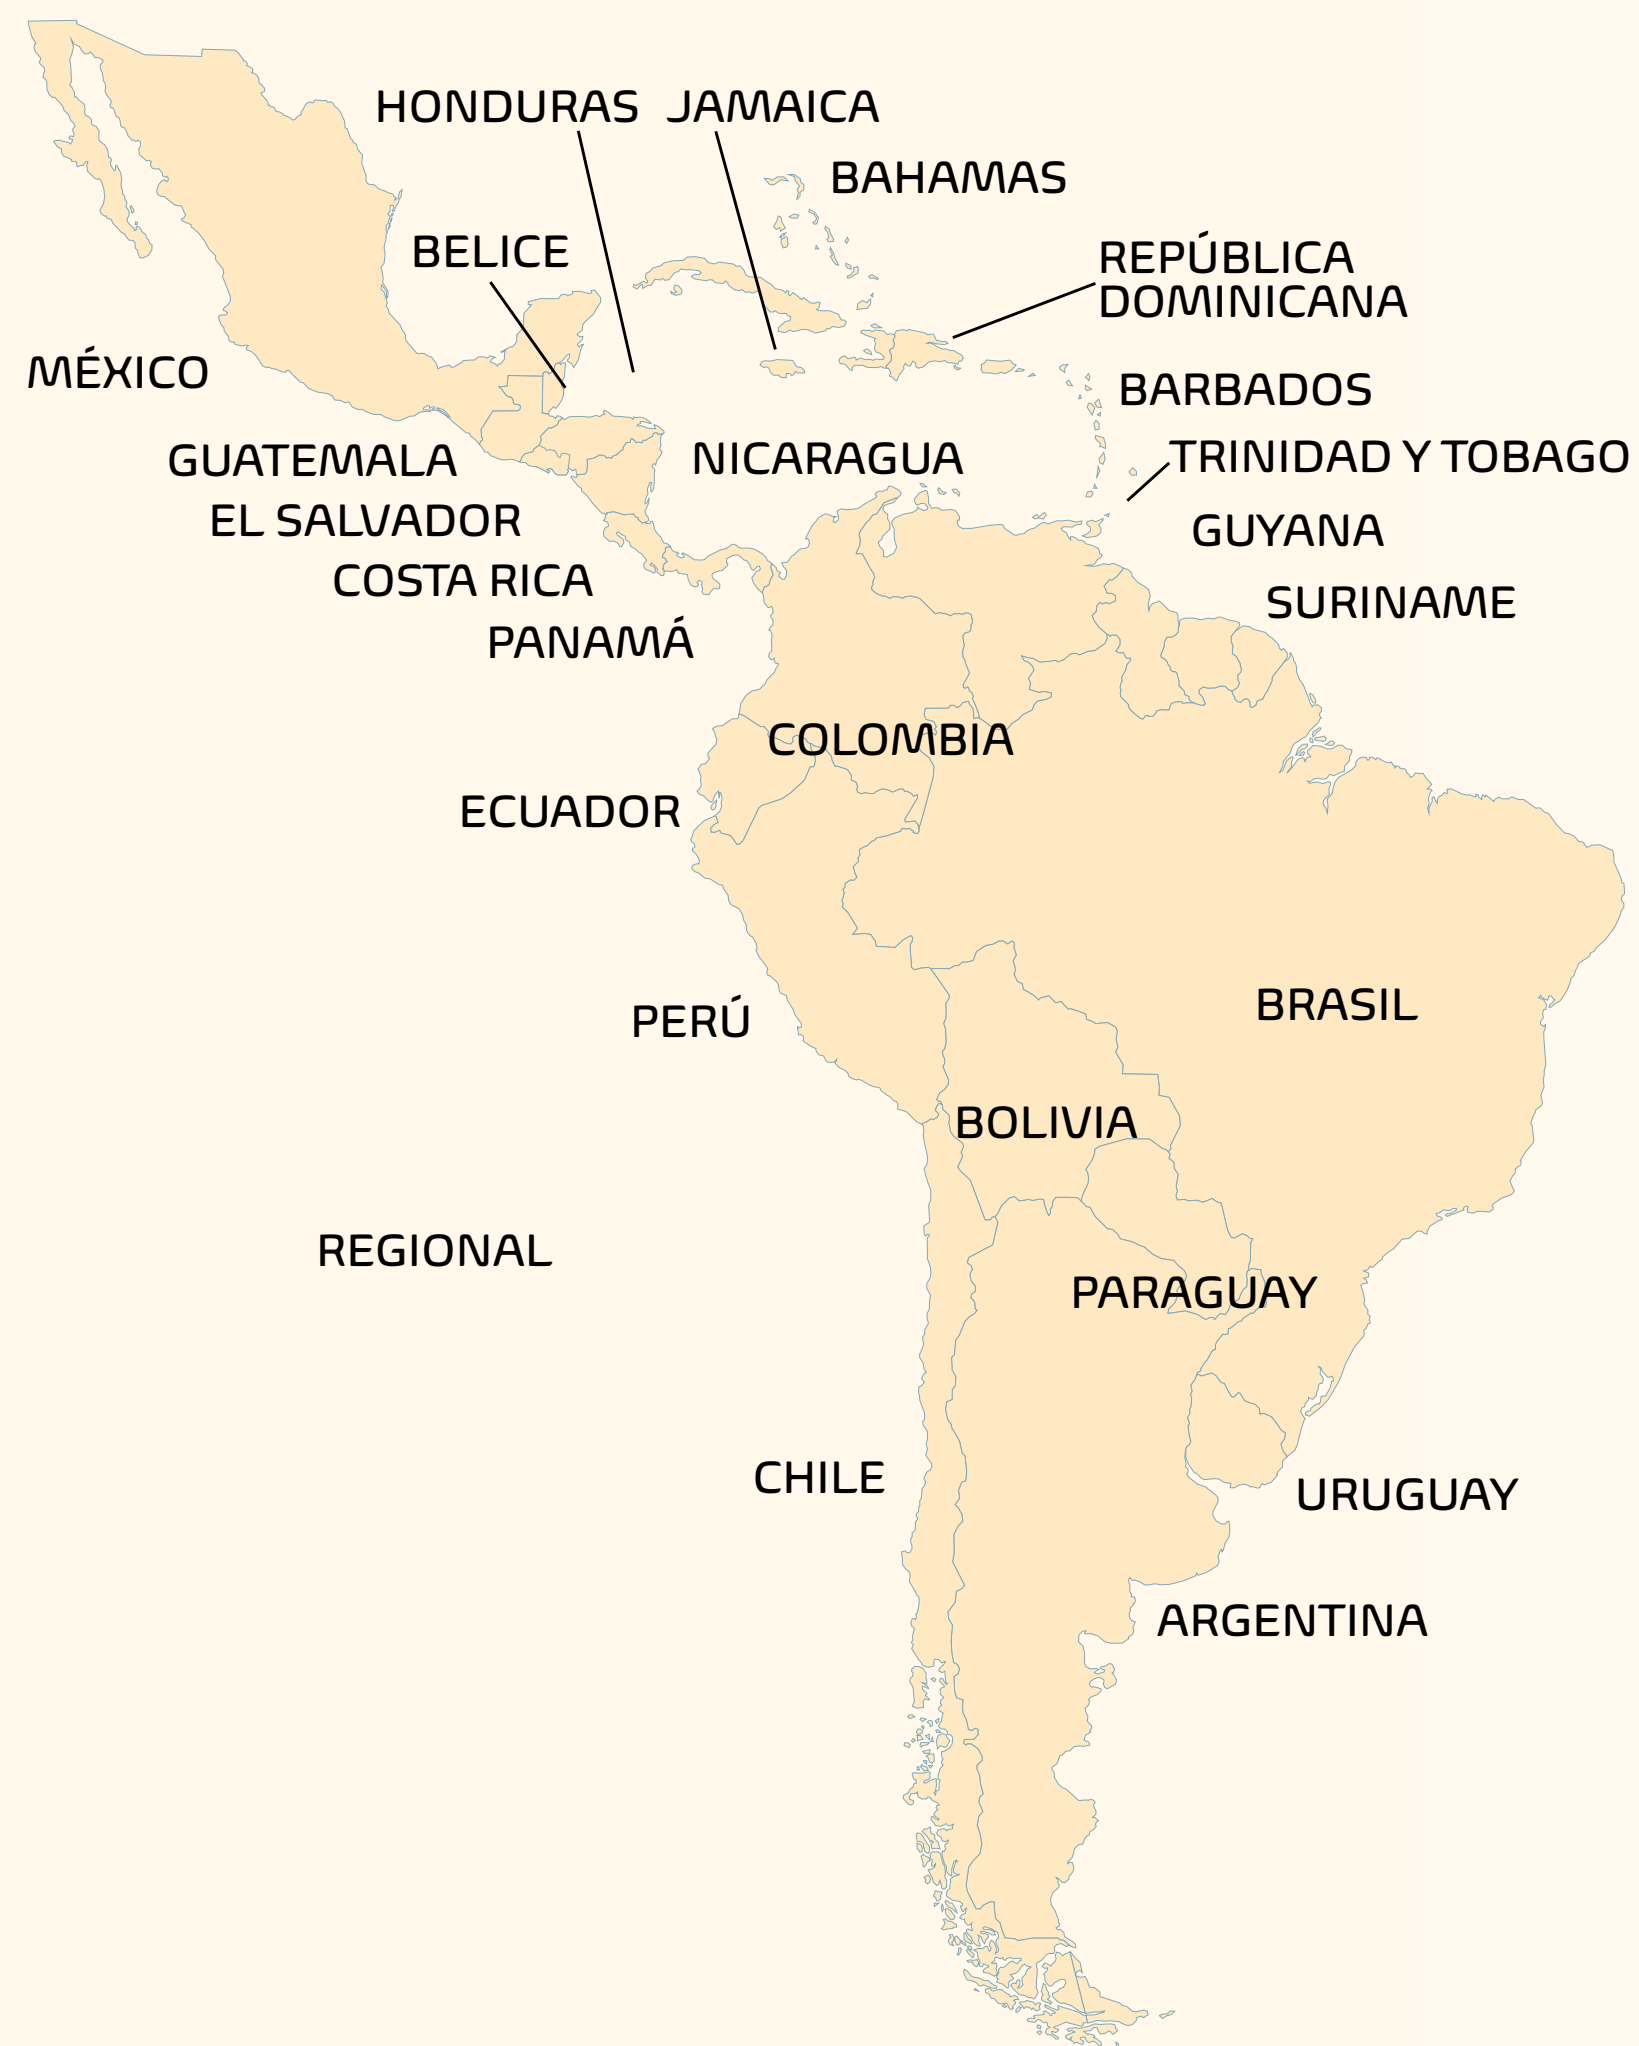 HONDURAS
JAMAICA
BAHAMAS
BELICE
REPÚBLICA
DOMINICANA
MÉXICO
BARBADOS
GUATEMALA
NICARAGUA
TRINIDAD Y TOBAGO
EL SALVADOR
GUYANA
COSTA RICA
SURINAME
PANAMÁ
COLOMBIA
ECUADOR
BRASIL
PERÚ
BOLIVIA
REGIONAL
PARAGUAY
CHILE
URUGUAY
ARGENTINA